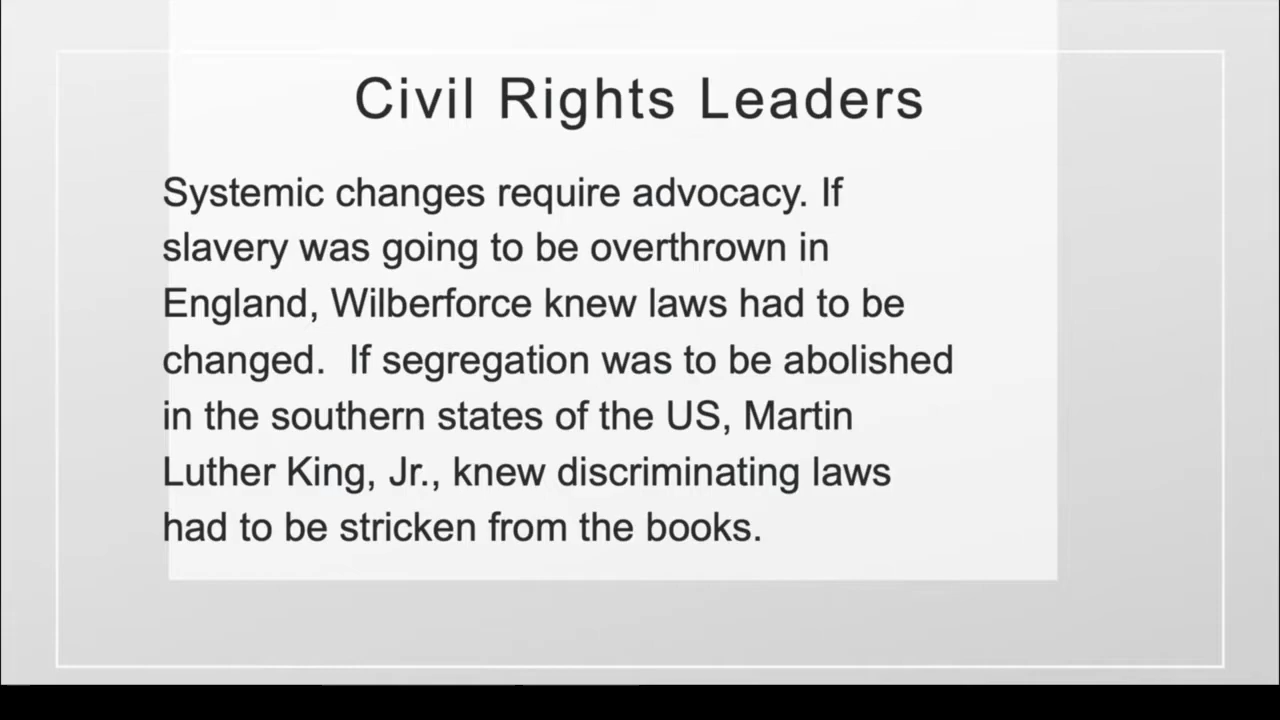 Civil Rights Leaders
Systemic changes require advocacy. If
slavery was going to be overthrown in
England, Wilberforce knew laws had to be
changed.  If segregation was to be abolished
in the southern states of the US, Martin
Luther King, Jr., knew discriminating laws
had to be stricken from the books.